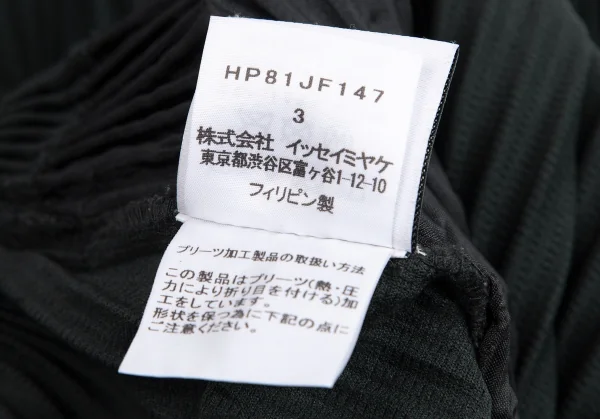 HP81JF147
3
株式会社 イッセイミヤケ
東京都渋谷区富ヶ谷1-12-10
フィリピン製
プリーツ加工製品の取扱い方法
この製品はプリーツ(熱・圧
力により折り目を付ける)加
工をしています。
形状を保つ為に下記の点に
ご注意ください。